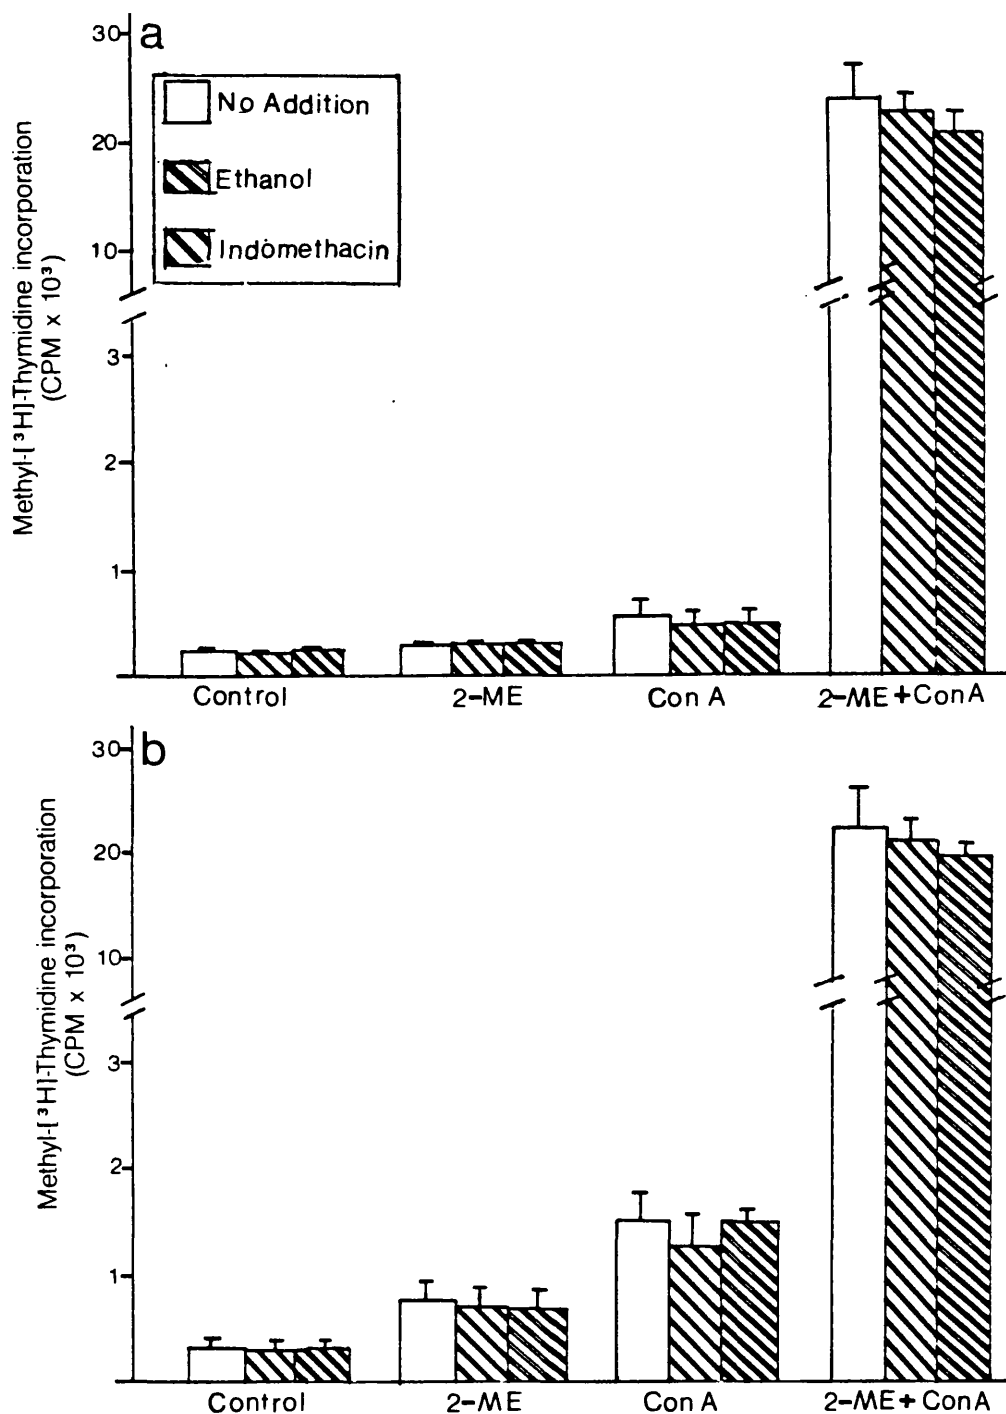 a
30
20
10
3
2
1
Methyl-[³H]-Thymidine incorporation
(CPM x 10³)
No Addition
Ethanol
Indomethacin
Control
2-ME
Con A
2-ME+ConA
b
30
20
10
3
2
1
Methyl-[³H]-Thymidine incorporation
(CPM x 10³)
Control
2-ME
Con A
2-ME+ConA